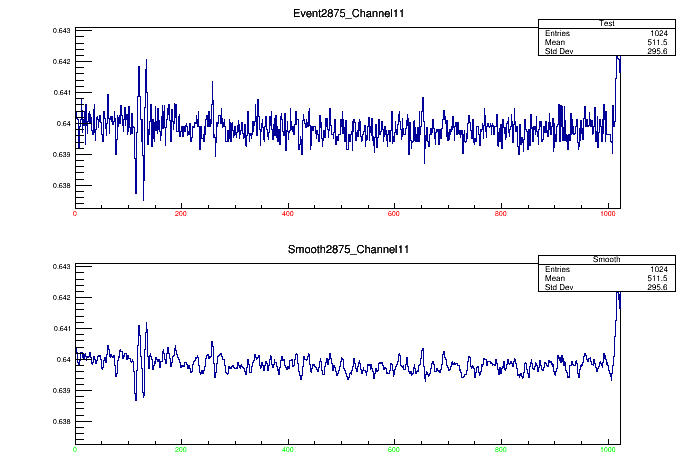 Event2875_Channel11
Test
Entries 1024
Mean 511.5
Std Dev 295.6
0.643
0.642
0.641
0.64
0.639
0.638
0 200 400 600 800 1000
Smooth2875_Channel11
Smooth
Entries 1024
Mean 511.5
Std Dev 295.6
0.643
0.642
0.641
0.64
0.639
0.638
0 200 400 600 800 1000